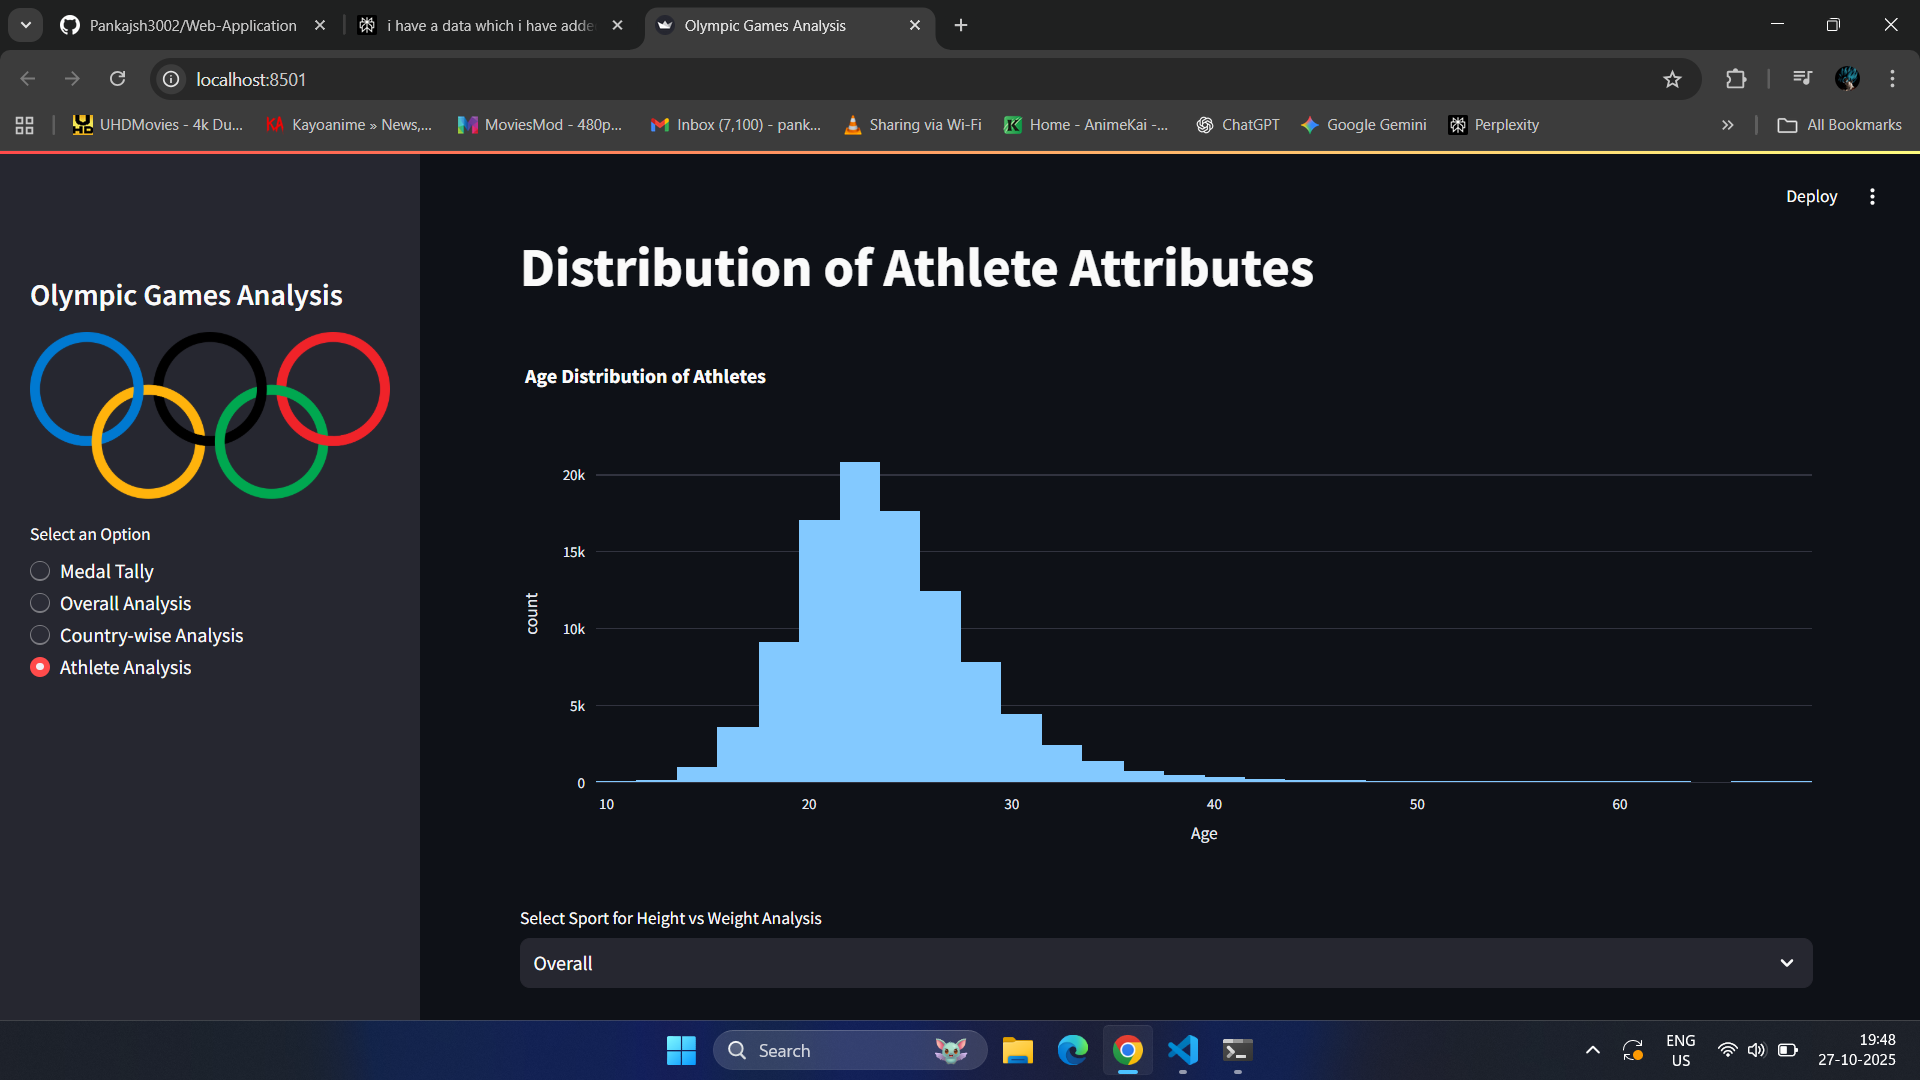 Pankajsh3002/Web-Application
i have a data which i have adde
Olympic Games Analysis
localhost:8501
UHDMovies - 4k Du...
Kayoanime » News,...
MoviesMod - 480p...
Inbox (7,100) - pank...
Sharing via Wi-Fi
Home - AnimeKai -...
ChatGPT
Google Gemini
Perplexity
All Bookmarks
Deploy
Olympic Games Analysis
Select an Option
Medal Tally
Overall Analysis
Country-wise Analysis
Athlete Analysis
Distribution of Athlete Attributes
Age Distribution of Athletes
20k
15k
10k
5k
0
count
10 20 30 40 50 60
Age
Select Sport for Height vs Weight Analysis
Overall
Search
ENG
US
19:48
27-10-2025